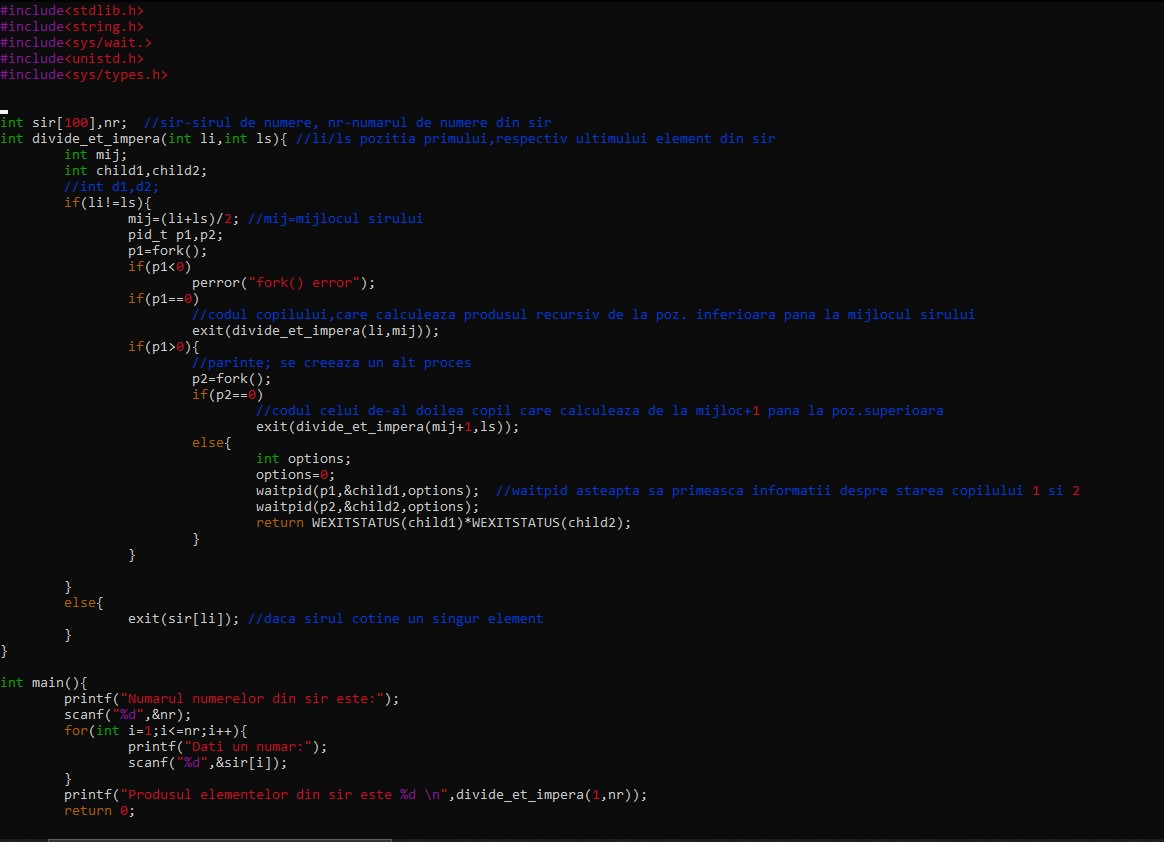 #include<stdlib.h>
#include<string.h>
#include<sys/wait.>
#include<unistd.h>
#include<sys/types.h>
int sir[100],nr;  //sir-sirul de numere, nr-numarul de numere din sir
int divide_et_impera(int li,int ls){ //li/ls pozitia primului,respectiv ultimului element din sir
        int mij;
        int child1,child2;
        //int d1,d2;
        if(li!=ls){
                mij=(li+ls)/2; //mij=mijlocul sirului
                pid_t p1,p2;
                p1=fork();
                if(p1<0)
                        perror("fork() error");
                if(p1==0)
                        //codul copilului,care calculeaza produsul recursiv de la poz. inferioara pana la mijlocul sirului
                        exit(divide_et_impera(li,mij));
                if(p1>0){
                        //parinte; se creeaza un alt proces
                        p2=fork();
                        if(p2==0)
                                //codul celui de-al doilea copil care calculeaza de la mijloc+1 pana la poz.superioara
                                exit(divide_et_impera(mij+1,ls));
                        else{
                                int options;
                                options=0;
                                waitpid(p1,&child1,options);  //waitpid asteapta sa primeasca informatii despre starea copilului 1 si 2
                                waitpid(p2,&child2,options);
                                return WEXITSTATUS(child1)*WEXITSTATUS(child2);
                        }
                }
        }
        else{
                exit(sir[li]); //daca sirul cotine un singur element
        }
}
int main(){
        printf("Numarul numerelor din sir este:");
        scanf("%d",&nr);
        for(int i=1;i<=nr;i++){
                printf("Dati un numar:");
                scanf("%d",&sir[i]);
        }
        printf("Produsul elementelor din sir este %d \n",divide_et_impera(1,nr));
        return 0;